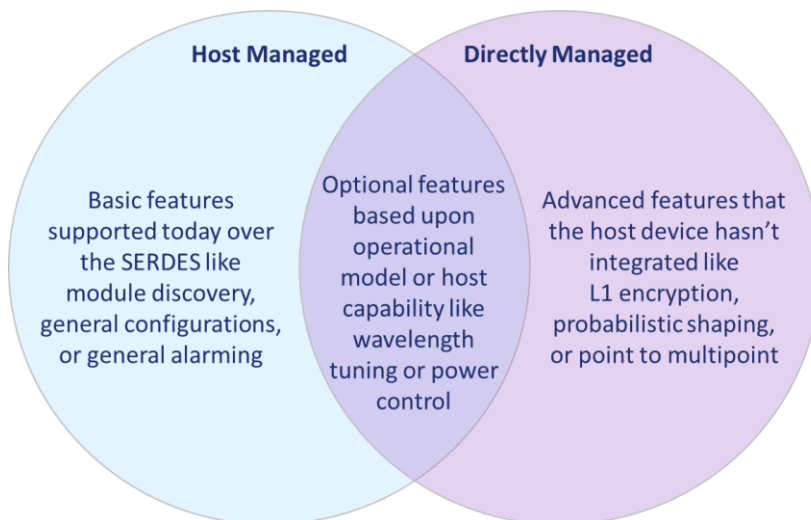 Host Managed
Directly Managed
Basic features
supported today over
the SERDES like
module discovery,
general configurations,
or general alarming
Optional features
based upon
operational
model or host
capability like
wavelength
tuning or power
control
Advanced features that
the host device hasn't
integrated like
L1 encryption,
probabilistic shaping,
or point to multipoint